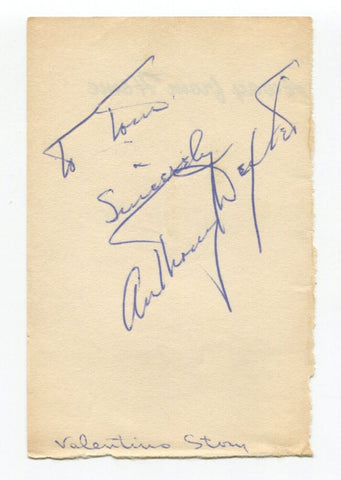 To Tom
Sincerely
Anthony Dexter
Valentino Story